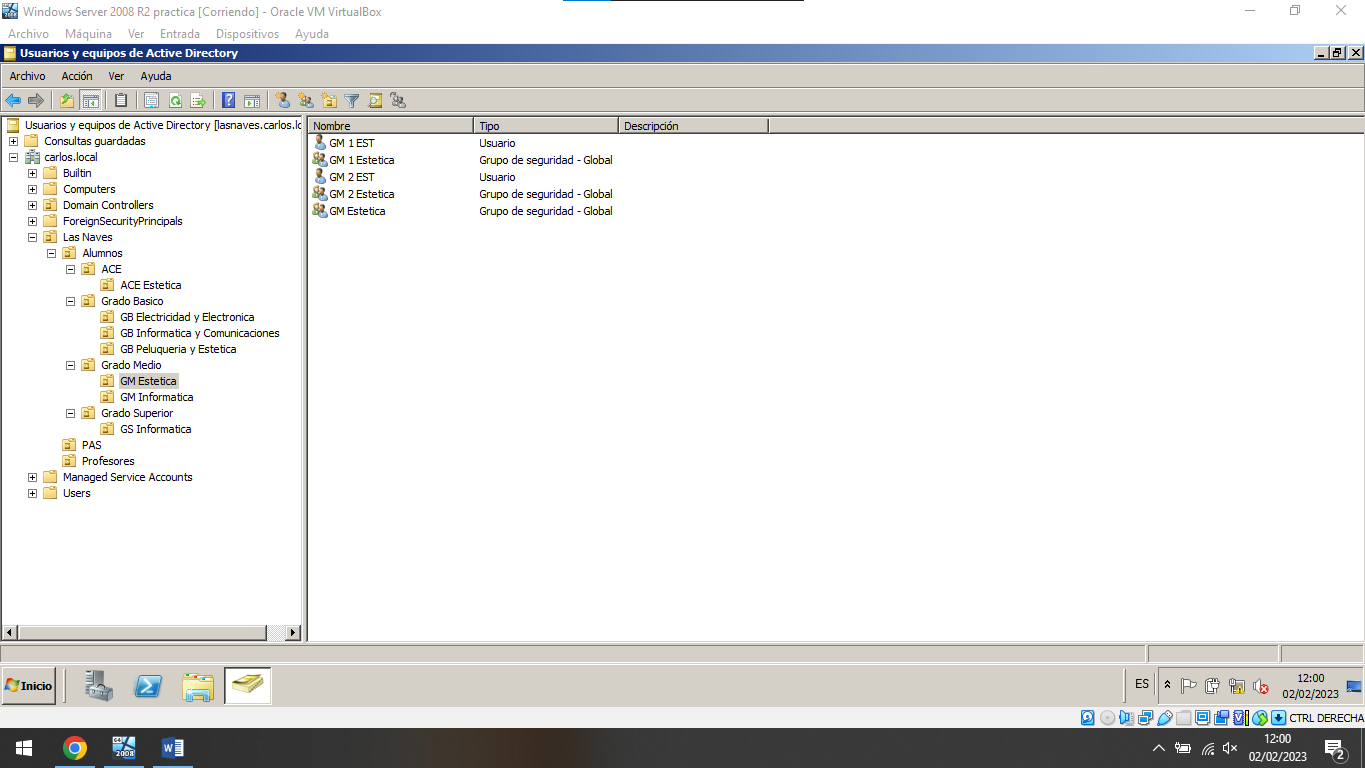 Windows Server 2008 R2 practica [Corriendo] - Oracle VM VirtualBox
Archivo Máquina Ver Entrada Dispositivos Ayuda
Usuarios y equipos de Active Directory
Archivo Acción Ver Ayuda
Usuarios y equipos de Active Directory [lasnaves.carlos.lc
Consultas guardadas
carlos.local
Builtin
Computers
Domain Controllers
ForeignSecurityPrincipals
Las Naves
Alumnos
ACE
ACE Estetica
Grado Basico
GB Electricidad y Electronica
GB Informatica y Comunicaciones
GB Peluqueria y Estetica
Grado Medio
GM Estetica
GM Informatica
Grado Superior
GS Informatica
PAS
Profesores
Managed Service Accounts
Users
Nombre Tipo Descripción
GM 1 EST Usuario
GM 1 Estetica Grupo de seguridad - Global
GM 2 EST Usuario
GM 2 Estetica Grupo de seguridad - Global
GM Estetica Grupo de seguridad - Global
Inicio
ES
12:00
02/02/2023
CTRL DERECHA
2008
12:00
02/02/2023
2